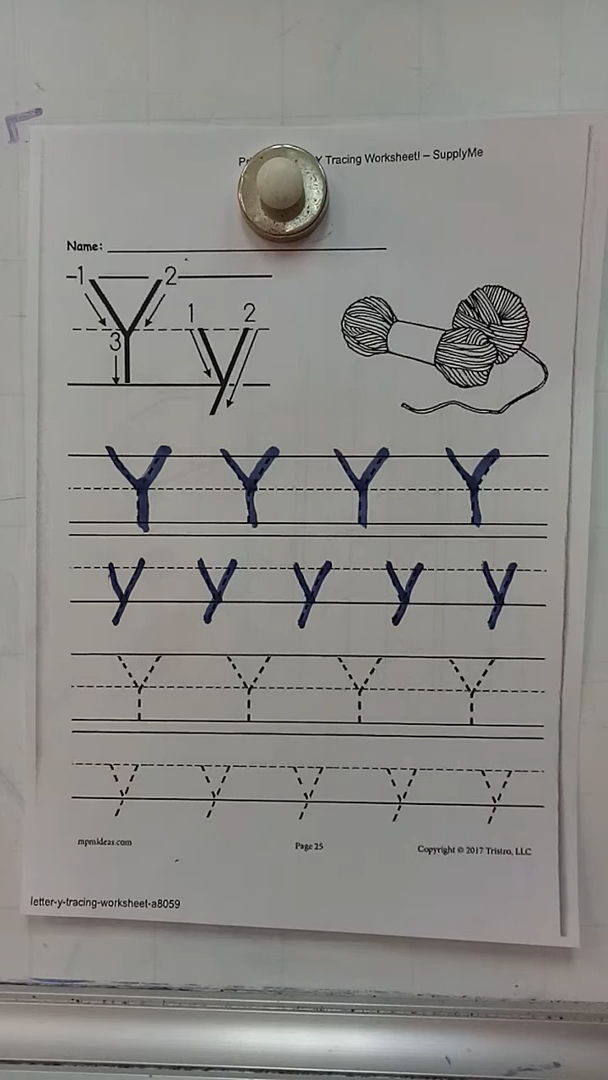 Y Tracing Worksheet! – SupplyMe
Name:
1 2
3
1 2
Y Y Y Y
y y y y y
Y Y Y Y
y y y y y
mpmideas.com Page 25 Copyright © 2017 Tristro, LLC
letter-y-tracing-worksheet-a8059